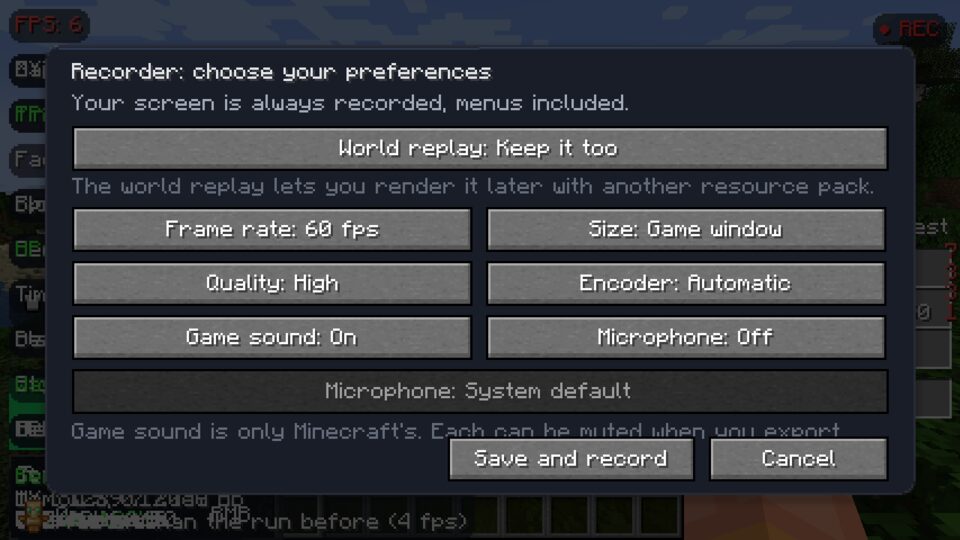 FPS: 6
REC
Recorder: choose your preferences
Your screen is always recorded, menus included.
World replay: Keep it too
The world replay lets you render it later with another resource pack.
Frame rate: 60 fps
Size: Game window
Quality: High
Encoder: Automatic
Game sound: On
Microphone: Off
Microphone: System default
Game sound is only Minecraft's. Each can be muted when you export
Save and record
Cancel
the run before (4 fps)